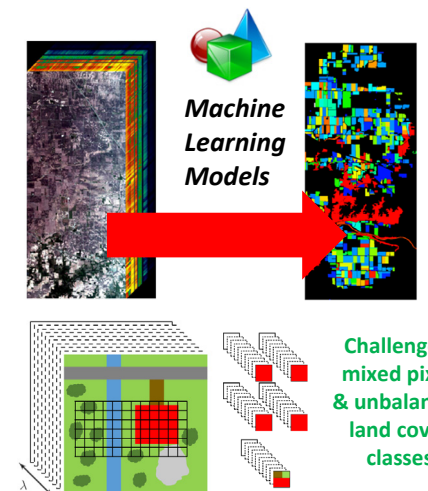 Machine
Learning
Models
Challeng
mixed pix
& unbalan
land cov
classes
λ